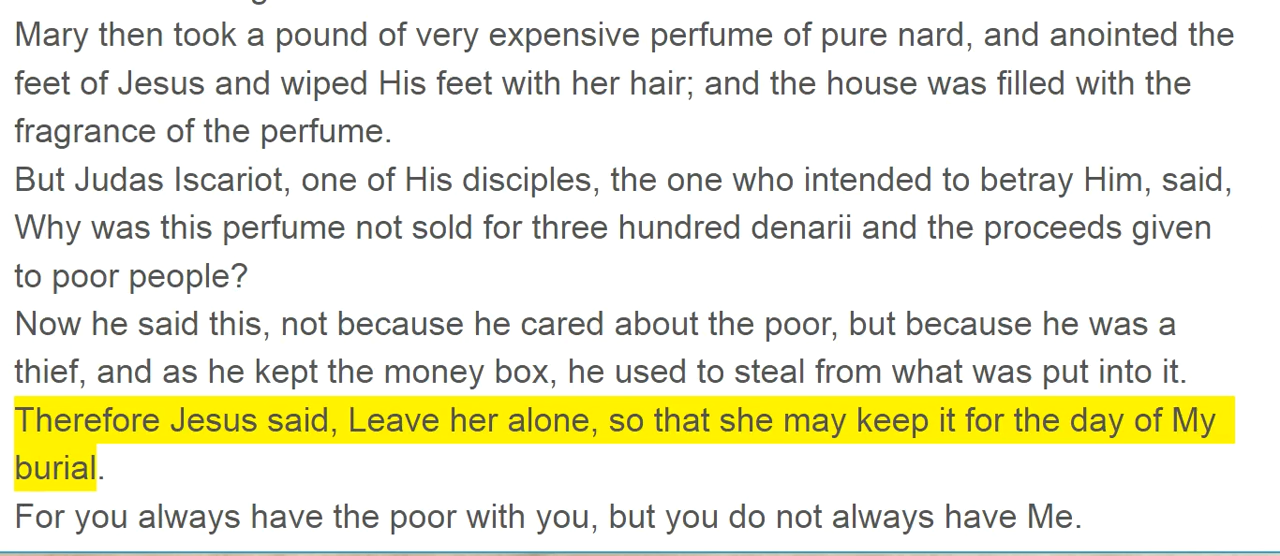 Mary then took a pound of very expensive perfume of pure nard, and anointed the
feet of Jesus and wiped His feet with her hair; and the house was filled with the
fragrance of the perfume.
But Judas Iscariot, one of His disciples, the one who intended to betray Him, said,
Why was this perfume not sold for three hundred denarii and the proceeds given
to poor people?
Now he said this, not because he cared about the poor, but because he was a
thief, and as he kept the money box, he used to steal from what was put into it.
Therefore Jesus said, Leave her alone, so that she may keep it for the day of My
burial.
For you always have the poor with you, but you do not always have Me.